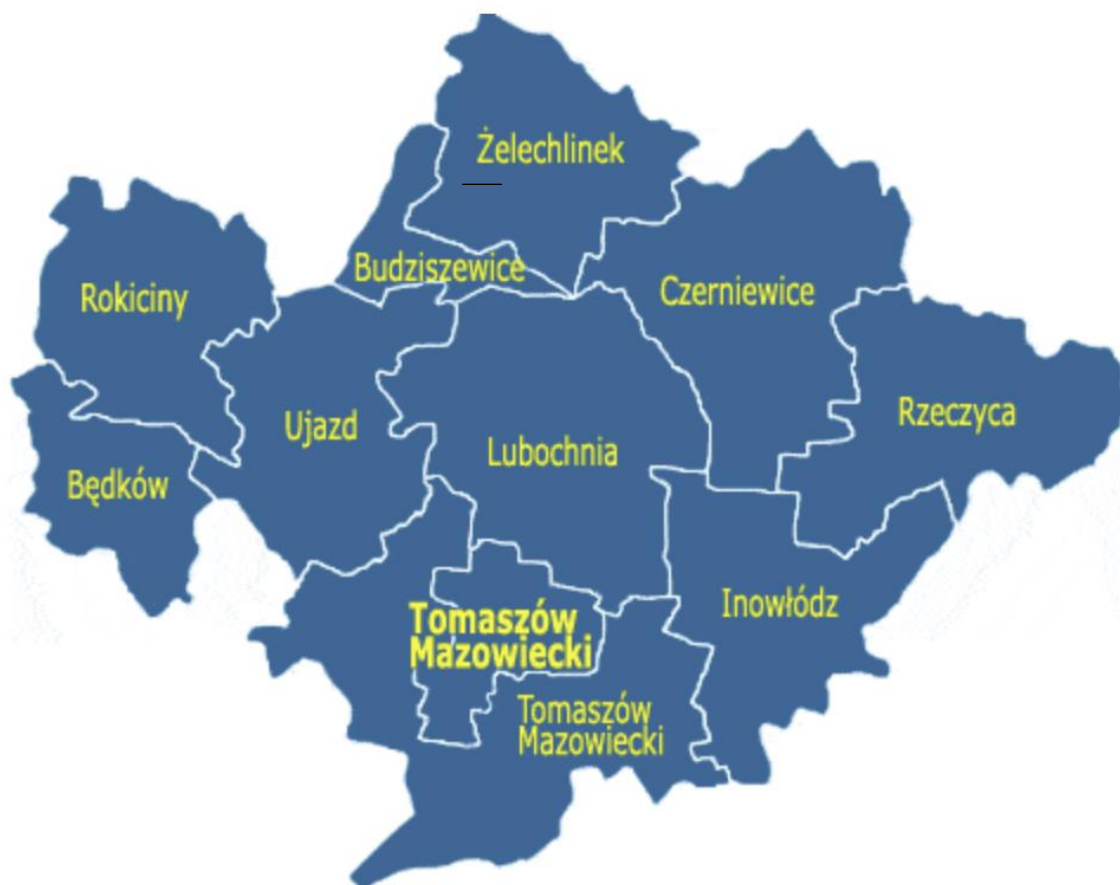 Żelechlinek
Budziszewice
Rokiciny
Czerniewice
Ujazd
Rzeczyca
Lubochnia
Będków
Inowłódz
Tomaszów
Mazowiecki
Tomaszów
Mazowiecki